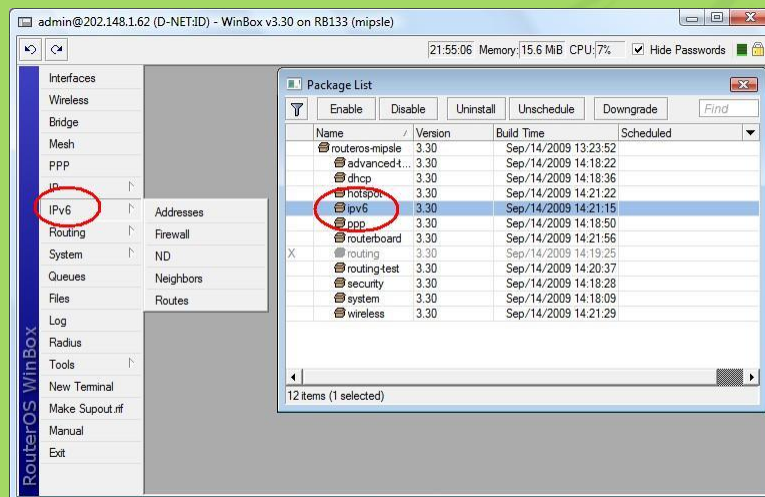 admin@202.148.1.62 (D-NET:ID) - WinBox v3.30 on RB133 (mipsle)
21:55:06 Memory: 15.6 MiB CPU: 7% Hide Passwords
RouterOS WinBox
Interfaces
Wireless
Bridge
Mesh
PPP
IP
IPv6
Routing
System
Queues
Files
Log
Radius
Tools
New Terminal
Make Supout.rif
Manual
Exit
Addresses
Firewall
ND
Neighbors
Routes
Package List
Enable Disable Uninstall Unschedule Downgrade Find
Name Version Build Time Scheduled
routeros-mipsle 3.30 Sep/14/2009 13:23:52
advanced-t... 3.30 Sep/14/2009 14:18:22
dhcp 3.30 Sep/14/2009 14:18:36
hotspot 3.30 Sep/14/2009 14:21:22
ipv6 3.30 Sep/14/2009 14:21:15
ppp 3.30 Sep/14/2009 14:18:50
routerboard 3.30 Sep/14/2009 14:21:56
X routing 3.30 Sep/14/2009 14:19:25
routing-test 3.30 Sep/14/2009 14:20:37
security 3.30 Sep/14/2009 14:18:28
system 3.30 Sep/14/2009 14:18:09
wireless 3.30 Sep/14/2009 14:21:29
12 items (1 selected)